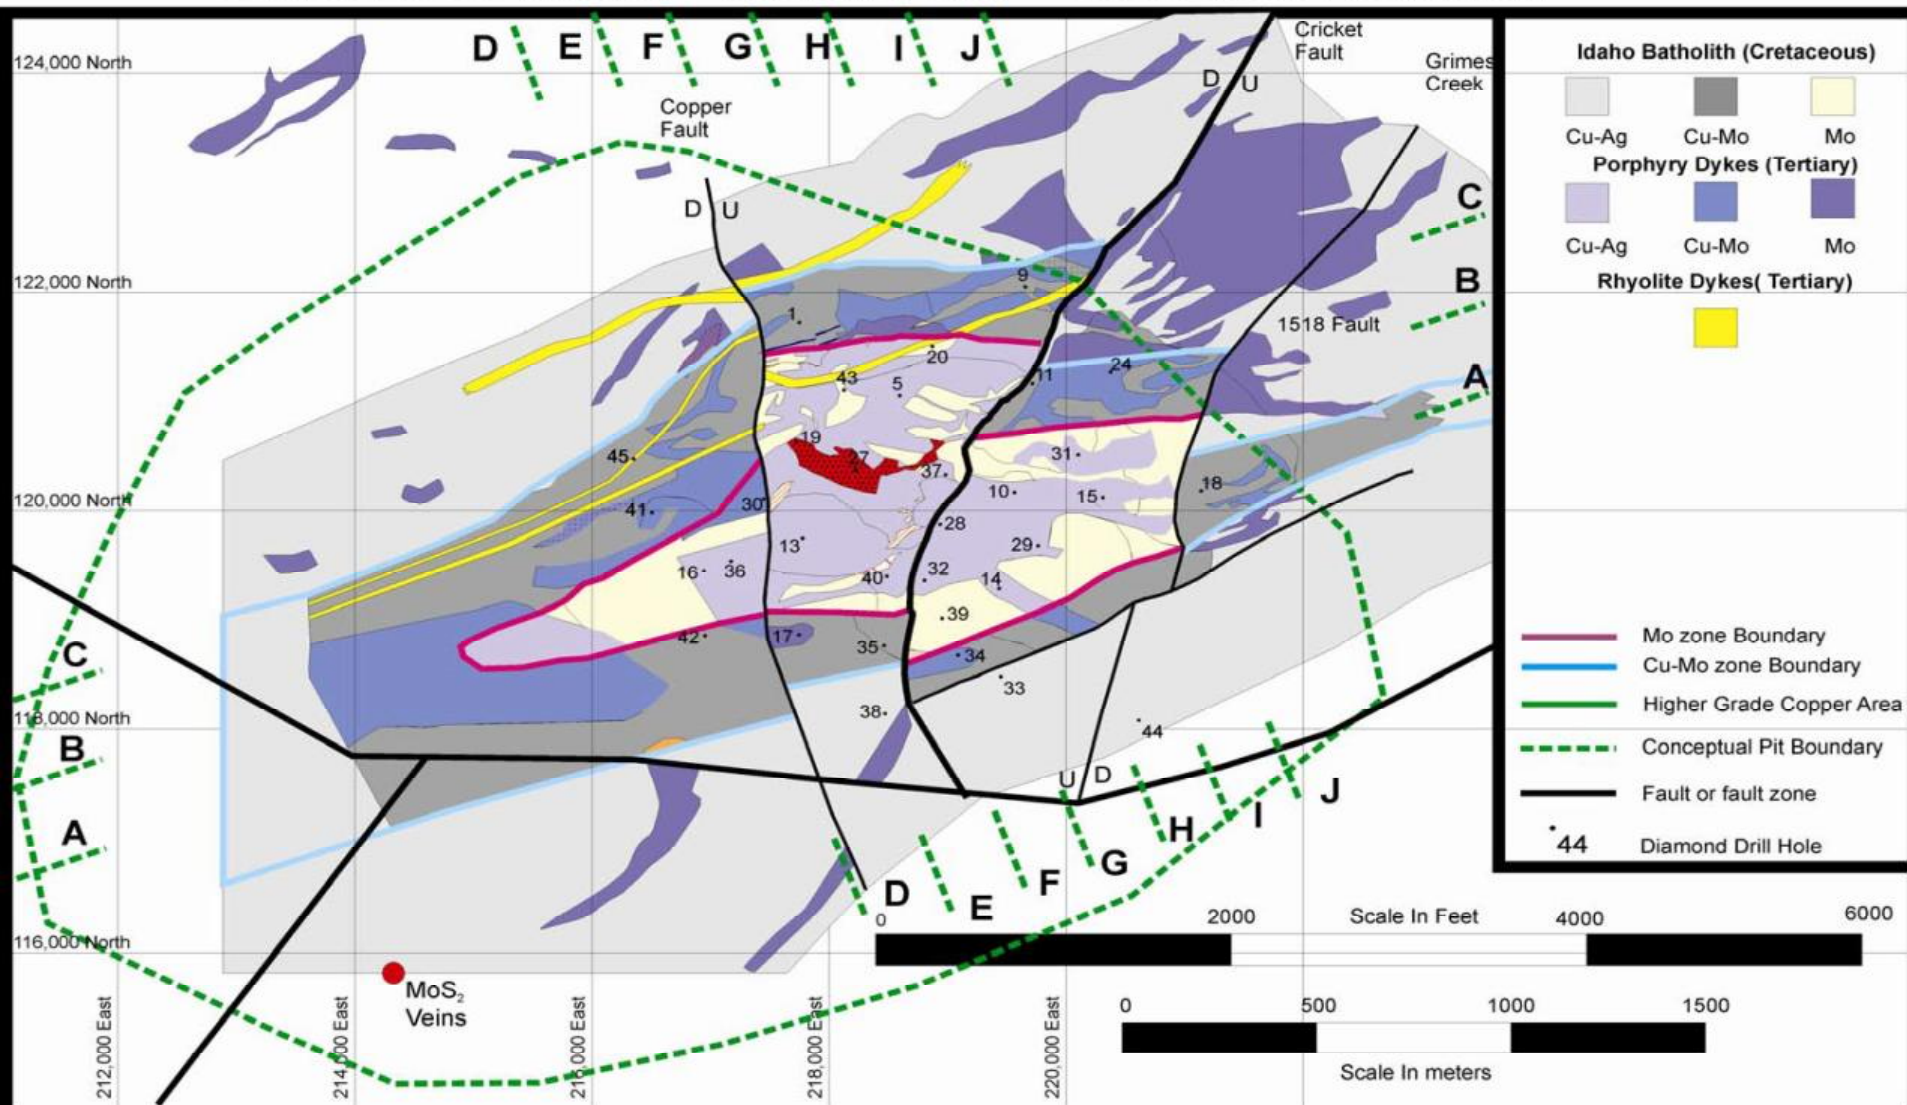 D E F G H I J
Cricket
Fault
Grimes
Creek
124,000 North
D U
Copper
Fault
D U
C
122,000 North
9
1
B
1518 Fault
20
24
11
43
5
A
19
45
27
37
31
18
10
15
120,000 North
30
41
28
13
29
16
36
40
32
14
39
42
17
35
34
C
33
38
44
118,000 North
B
U D
J
I
H
A
G
F
D
E
116,000 North
MoS2
Veins
212,000 East
214,000 East
216,000 East
218,000 East
220,000 East
0 2000 Scale In Feet 4000 6000
0 500 1000 1500
Scale In meters
Idaho Batholith (Cretaceous)
Cu-Ag Cu-Mo Mo
Porphyry Dykes (Tertiary)
Cu-Ag Cu-Mo Mo
Rhyolite Dykes( Tertiary)
Mo zone Boundary
Cu-Mo zone Boundary
Higher Grade Copper Area
Conceptual Pit Boundary
Fault or fault zone
44 Diamond Drill Hole